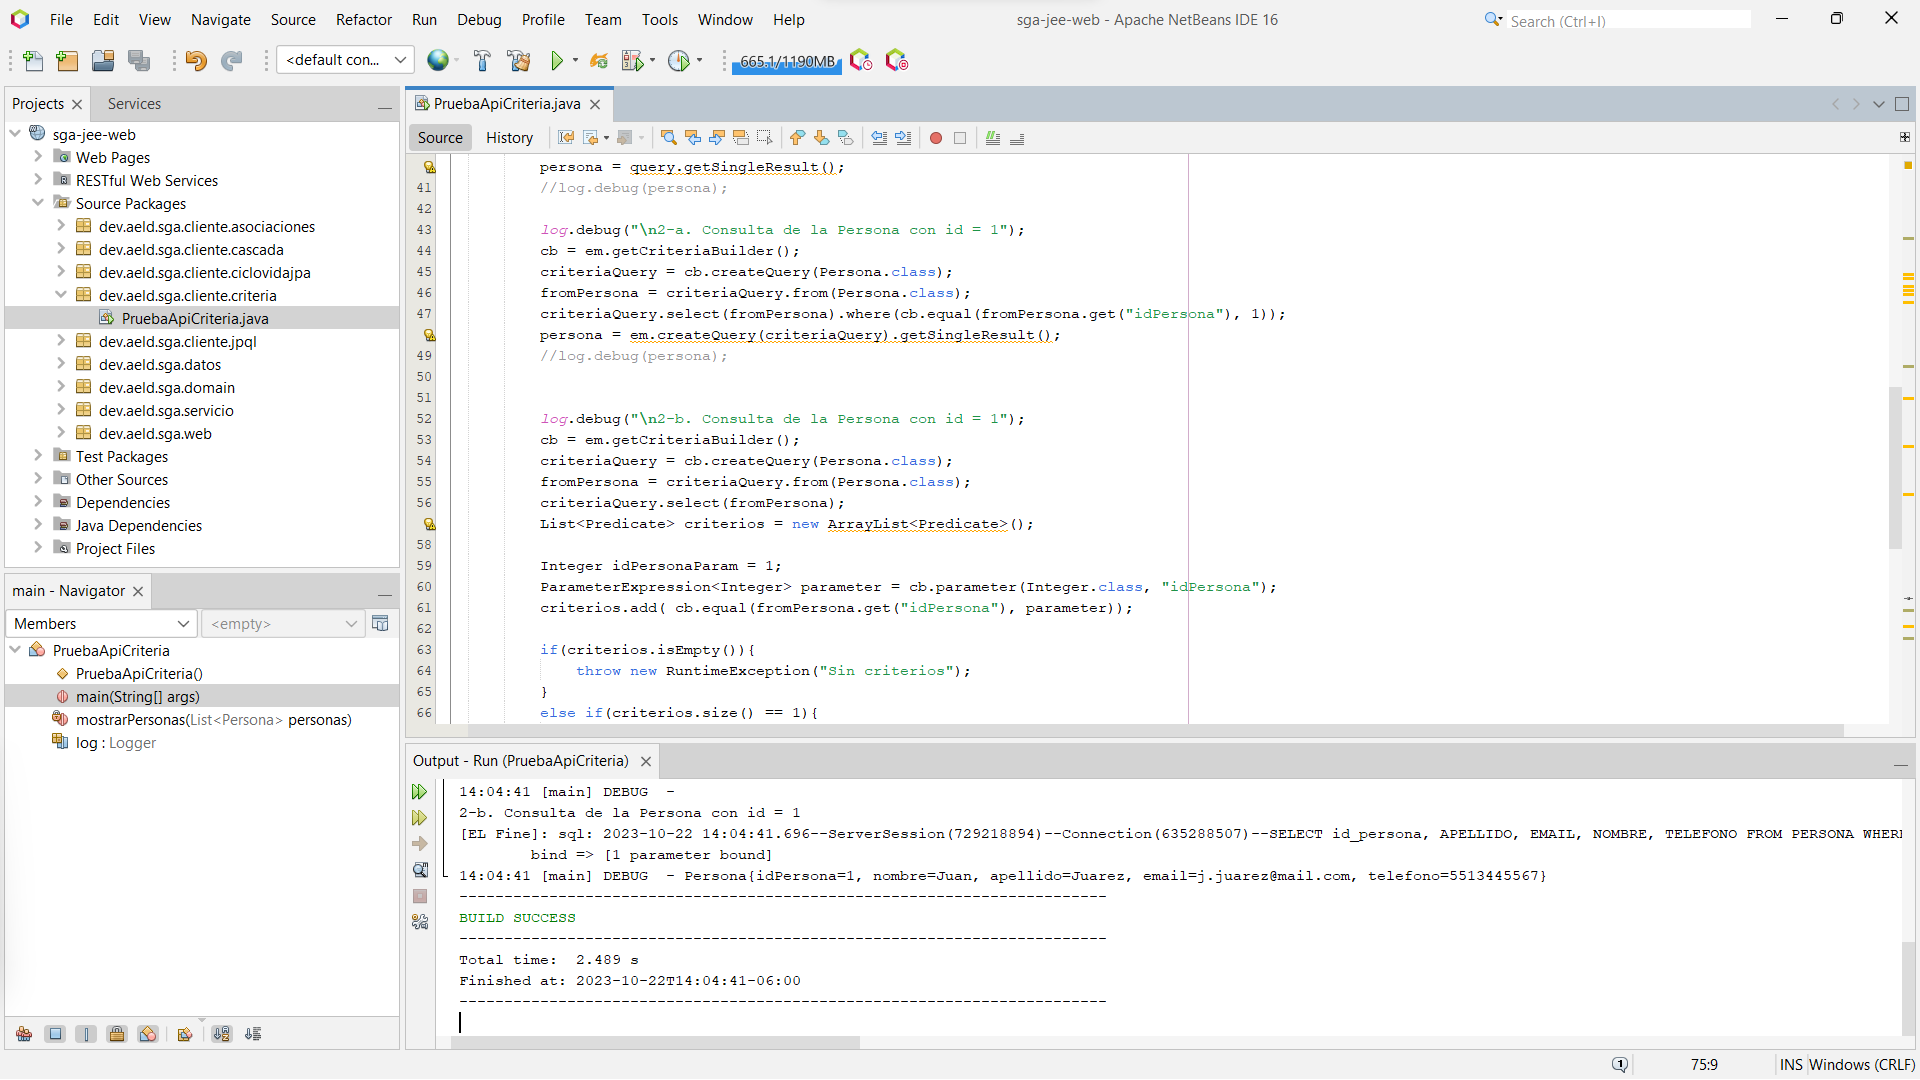 File Edit View Navigate Source Refactor Run Debug Profile Team Tools Window Help
sga-jee-web - Apache NetBeans IDE 16
Search (Ctrl+I)
<default con...
665.1/1190MB
Projects
Services
sga-jee-web
Web Pages
RESTful Web Services
Source Packages
dev.aeld.sga.cliente.asociaciones
dev.aeld.sga.cliente.cascada
dev.aeld.sga.cliente.ciclovidajpa
dev.aeld.sga.cliente.criteria
PruebaApiCriteria.java
dev.aeld.sga.cliente.jpql
dev.aeld.sga.datos
dev.aeld.sga.domain
dev.aeld.sga.servicio
dev.aeld.sga.web
Test Packages
Other Sources
Dependencies
Java Dependencies
Project Files
main - Navigator
Members
<empty>
PruebaApiCriteria
PruebaApiCriteria()
main(String[] args)
mostrarPersonas(List<Persona> personas)
log : Logger
PruebaApiCriteria.java
Source History
persona = query.getSingleResult();
41 //log.debug(persona);
42
43 log.debug("\n2-a. Consulta de la Persona con id = 1");
44 cb = em.getCriteriaBuilder();
45 criteriaQuery = cb.createQuery(Persona.class);
46 fromPersona = criteriaQuery.from(Persona.class);
47 criteriaQuery.select(fromPersona).where(cb.equal(fromPersona.get("idPersona"), 1));
persona = em.createQuery(criteriaQuery).getSingleResult();
49 //log.debug(persona);
50
51
52 log.debug("\n2-b. Consulta de la Persona con id = 1");
53 cb = em.getCriteriaBuilder();
54 criteriaQuery = cb.createQuery(Persona.class);
55 fromPersona = criteriaQuery.from(Persona.class);
56 criteriaQuery.select(fromPersona);
List<Predicate> criterios = new ArrayList<Predicate>();
58
59 Integer idPersonaParam = 1;
60 ParameterExpression<Integer> parameter = cb.parameter(Integer.class, "idPersona");
61 criterios.add( cb.equal(fromPersona.get("idPersona"), parameter));
62
63 if(criterios.isEmpty()){
64 throw new RuntimeException("Sin criterios");
65 }
66 else if(criterios.size() == 1){
Output - Run (PruebaApiCriteria)
14:04:41 [main] DEBUG  -
2-b. Consulta de la Persona con id = 1
[EL Fine]: sql: 2023-10-22 14:04:41.696--ServerSession(729218894)--Connection(635288507)--SELECT id_persona, APELLIDO, EMAIL, NOMBRE, TELEFONO FROM PERSONA WHERE
bind => [1 parameter bound]
14:04:41 [main] DEBUG  - Persona{idPersona=1, nombre=Juan, apellido=Juarez, email=j.juarez@mail.com, telefono=5513445567}
------------------------------------------------------------------------
BUILD SUCCESS
------------------------------------------------------------------------
Total time:  2.489 s
Finished at: 2023-10-22T14:04:41-06:00
------------------------------------------------------------------------
75:9
INS
Windows (CRLF)